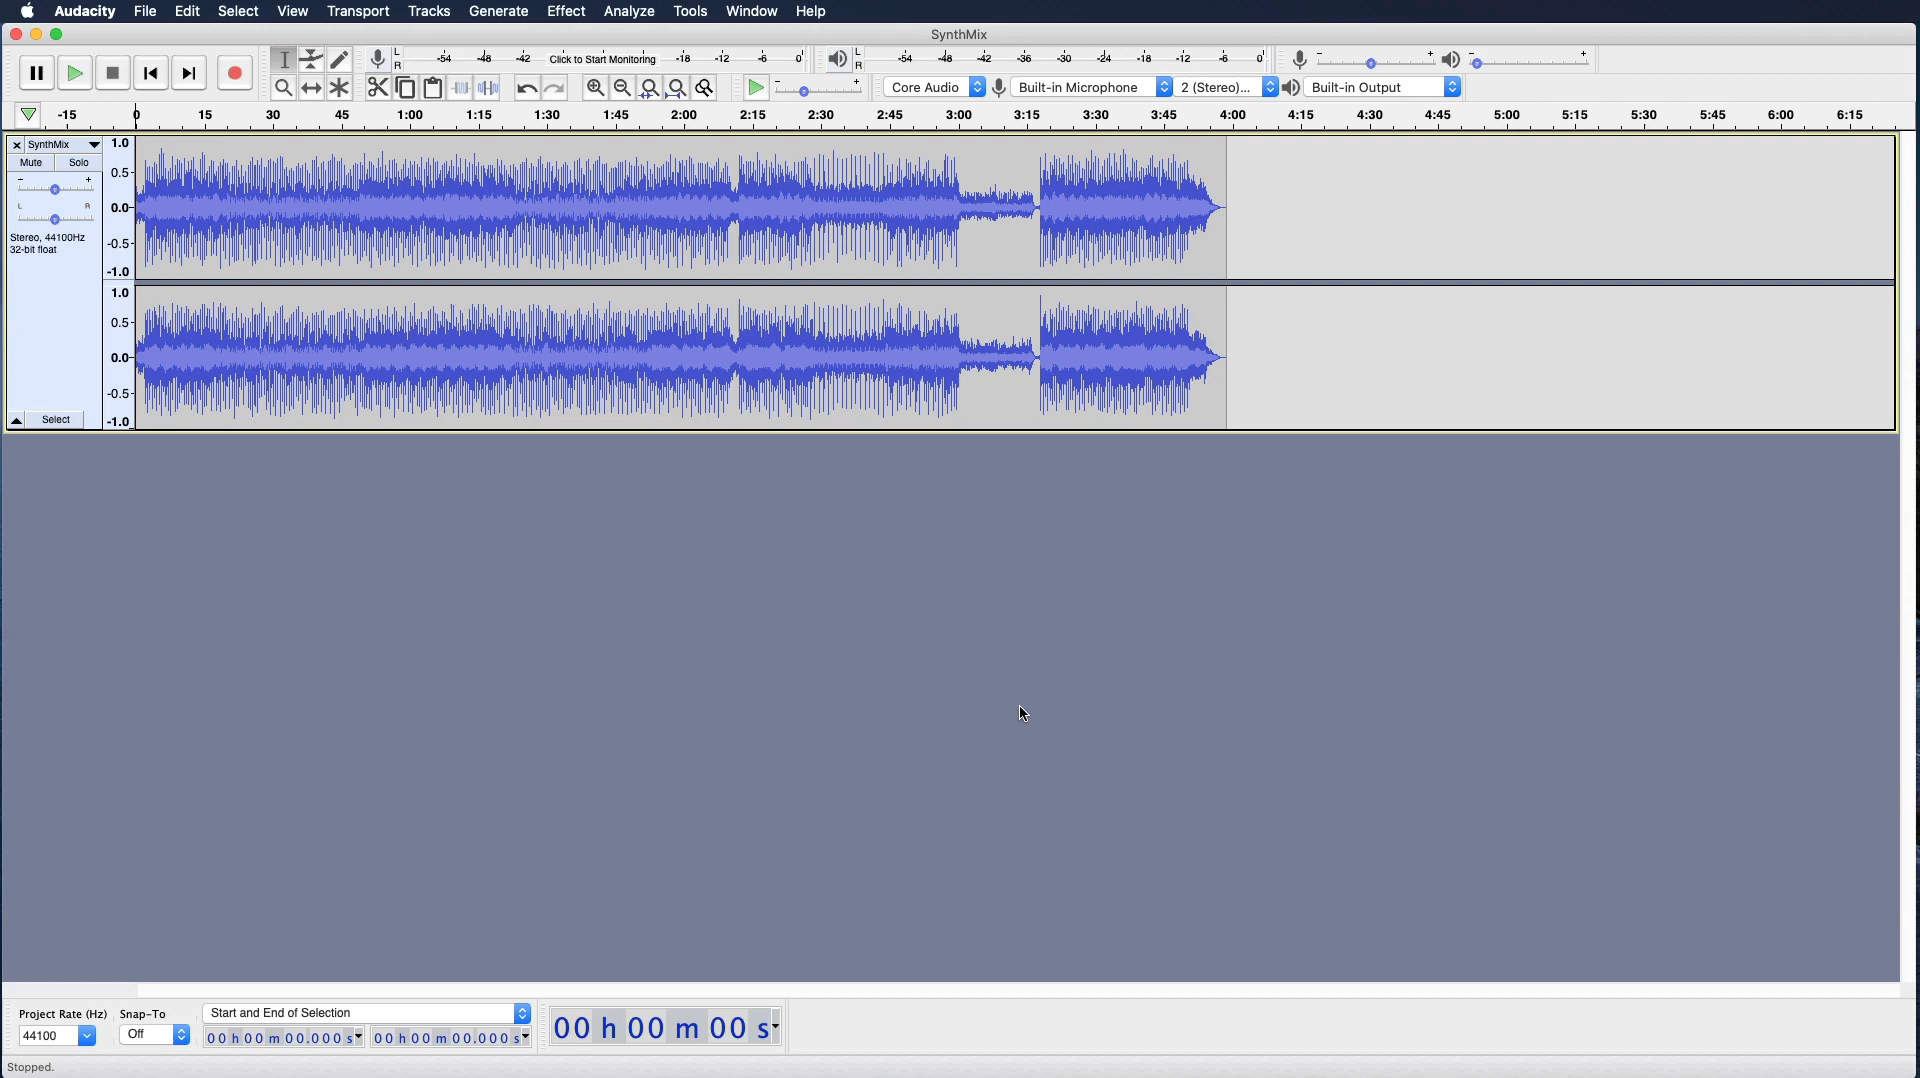 Audacity File Edit Select View Transport Tracks Generate Effect Analyze Tools Window Help
SynthMix
L
R
-54 -48 -42 Click to Start Monitoring -18 -12 -6 0
L
R
-54 -48 -42 -36 -30 -24 -18 -12 -6 0
- +
- +
- +
Core Audio
Built-in Microphone
2 (Stereo)...
Built-in Output
-15 0 15 30 45 1:00 1:15 1:30 1:45 2:00 2:15 2:30 2:45 3:00 3:15 3:30 3:45 4:00 4:15 4:30 4:45 5:00 5:15 5:30 5:45 6:00 6:15
SynthMix
Mute Solo
- +
L R
Stereo, 44100Hz
32-bit float
Select
1.0
0.5
0.0
-0.5
-1.0
1.0
0.5
0.0
-0.5
-1.0
Project Rate (Hz) Snap-To
Start and End of Selection
44100 Off
00 h 00 m 00.000 s 00 h 00 m 00.000 s
00 h 00 m 00 s
Stopped.